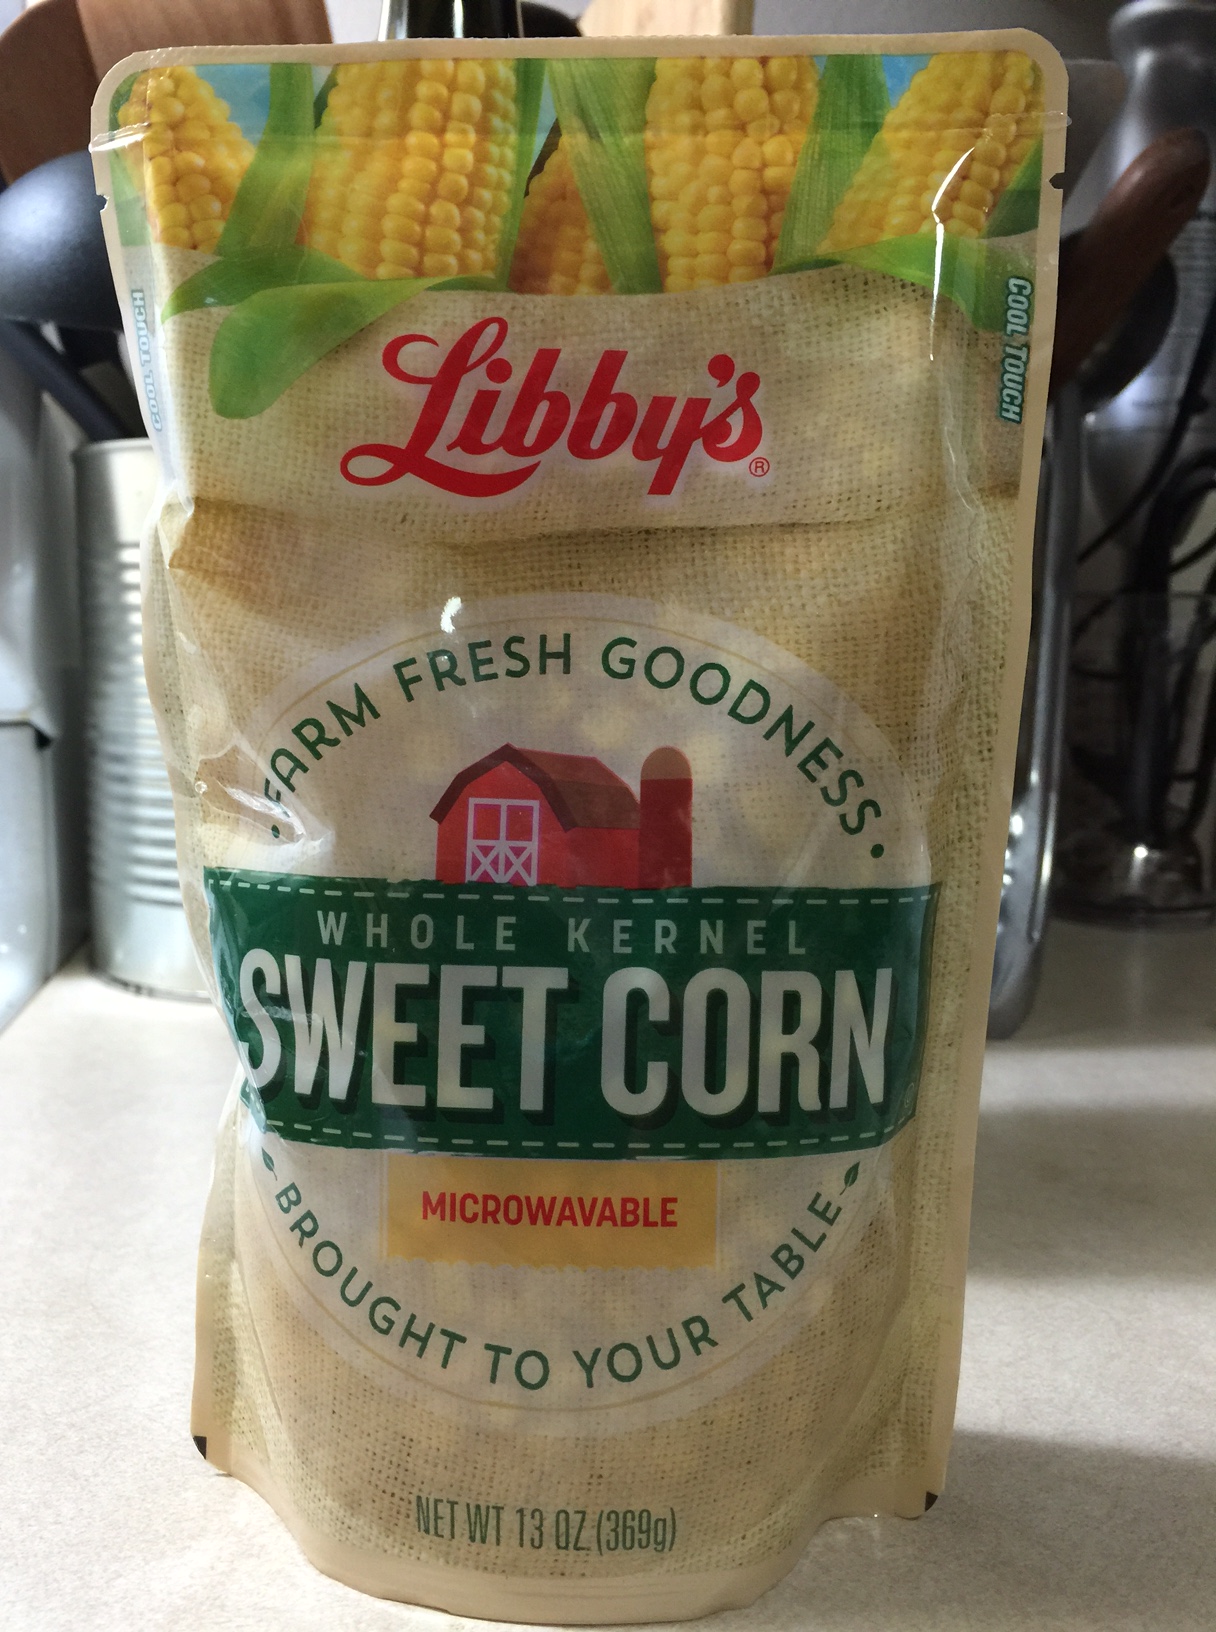 COOL TOUCH
COOL TOUCH
Libby's®
• FARM FRESH GOODNESS •
WHOLE KERNEL
SWEET CORN
MICROWAVABLE
BROUGHT TO YOUR TABLE
NET WT 13 OZ (369g)